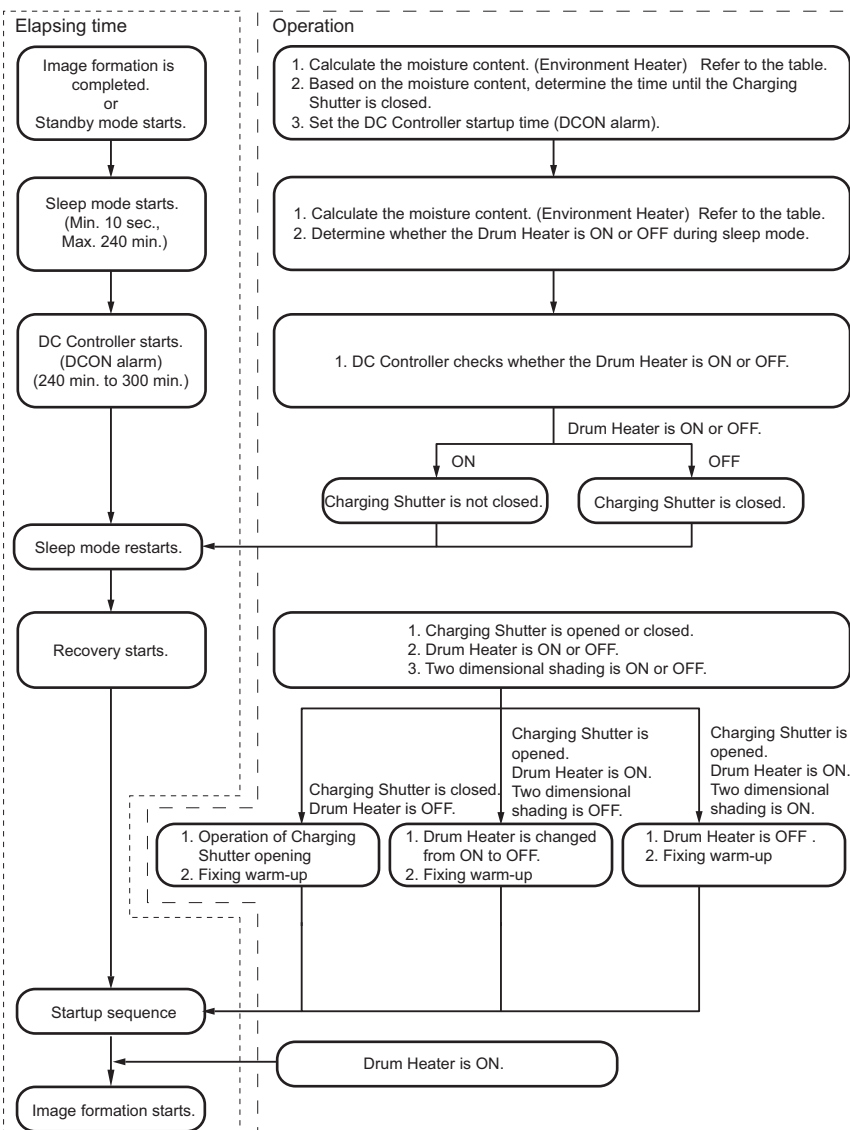 Elapsing time
Operation
Image formation is
completed.
or
Standby mode starts.
1. Calculate the moisture content. (Environment Heater)   Refer to the table.
2. Based on the moisture content, determine the time until the Charging
Shutter is closed.
3. Set the DC Controller startup time (DCON alarm).
Sleep mode starts.
(Min. 10 sec.,
Max. 240 min.)
1. Calculate the moisture content. (Environment Heater)  Refer to the table.
2. Determine whether the Drum Heater is ON or OFF during sleep mode.
DC Controller starts.
(DCON alarm)
(240 min. to 300 min.)
1. DC Controller checks whether the Drum Heater is ON or OFF.
Drum Heater is ON or OFF.
ON
OFF
Charging Shutter is not closed.
Charging Shutter is closed.
Sleep mode restarts.
Recovery starts.
1. Charging Shutter is opened or closed.
2. Drum Heater is ON or OFF.
3. Two dimensional shading is ON or OFF.
Charging Shutter is closed.
Drum Heater is OFF.
Charging Shutter is
opened.
Drum Heater is ON.
Two dimensional
shading is OFF.
Charging Shutter is
opened.
Drum Heater is ON.
Two dimensional
shading is ON.
1. Operation of Charging
Shutter opening
2. Fixing warm-up
1. Drum Heater is changed
from ON to OFF.
2. Fixing warm-up
1. Drum Heater is OFF .
2. Fixing warm-up
Startup sequence
Drum Heater is ON.
Image formation starts.